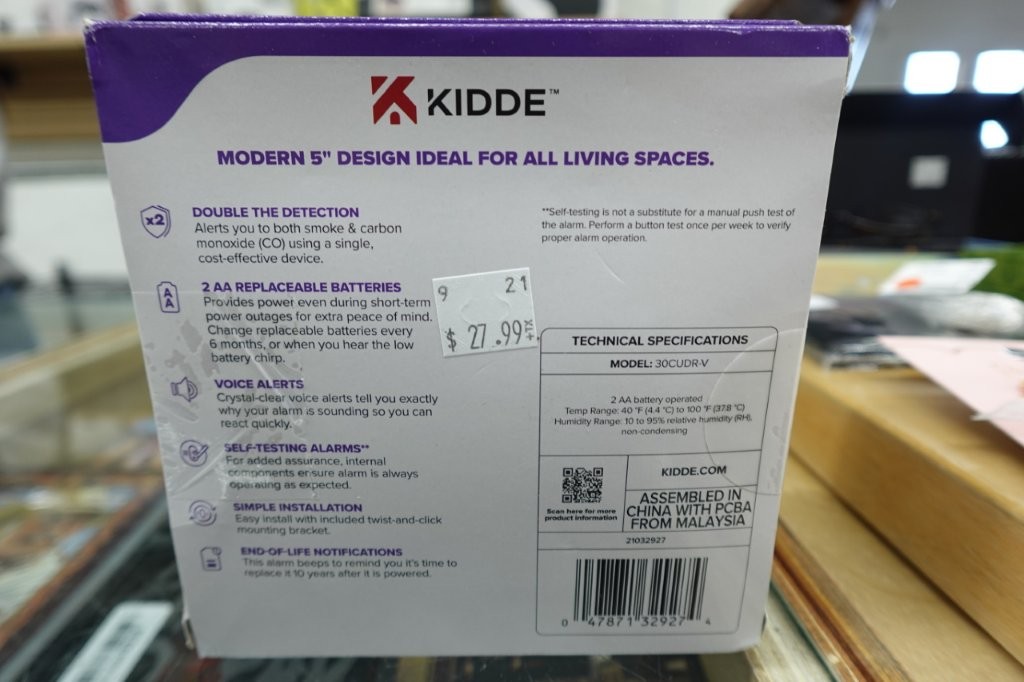 KIDDE™
MODERN 5" DESIGN IDEAL FOR ALL LIVING SPACES.
x2
DOUBLE THE DETECTION
Alerts you to both smoke & carbon
monoxide (CO) using a single,
cost-effective device.
A
A
2 AA REPLACEABLE BATTERIES
Provides power even during short-term
power outages for extra peace of mind.
Change replaceable batteries every
6 months, or when you hear the low
battery chirp.
VOICE ALERTS
Crystal-clear voice alerts tell you exactly
why your alarm is sounding so you can
react quickly.
SELF-TESTING ALARMS**
For added assurance, internal
components ensure alarm is always
operating as expected.
SIMPLE INSTALLATION
Easy install with included twist-and-click
mounting bracket.
END-OF-LIFE NOTIFICATIONS
This alarm beeps to remind you it's time to
replace it 10 years after it is powered.
**Self-testing is not a substitute for a manual push test of
the alarm. Perform a button test once per week to verify
proper alarm operation.
9 21
$ 27.99
TECHNICAL SPECIFICATIONS
MODEL: 30CUDR-V
2 AA battery operated
Temp Range: 40 °F (4.4 °C) to 100 °F (37.8 °C)
Humidity Range: 10 to 95% relative humidity (RH),
non-condensing
Scan here for more
product information
KIDDE.COM
ASSEMBLED IN
CHINA WITH PCBA
FROM MALAYSIA
21032927
0 47871 32927 4